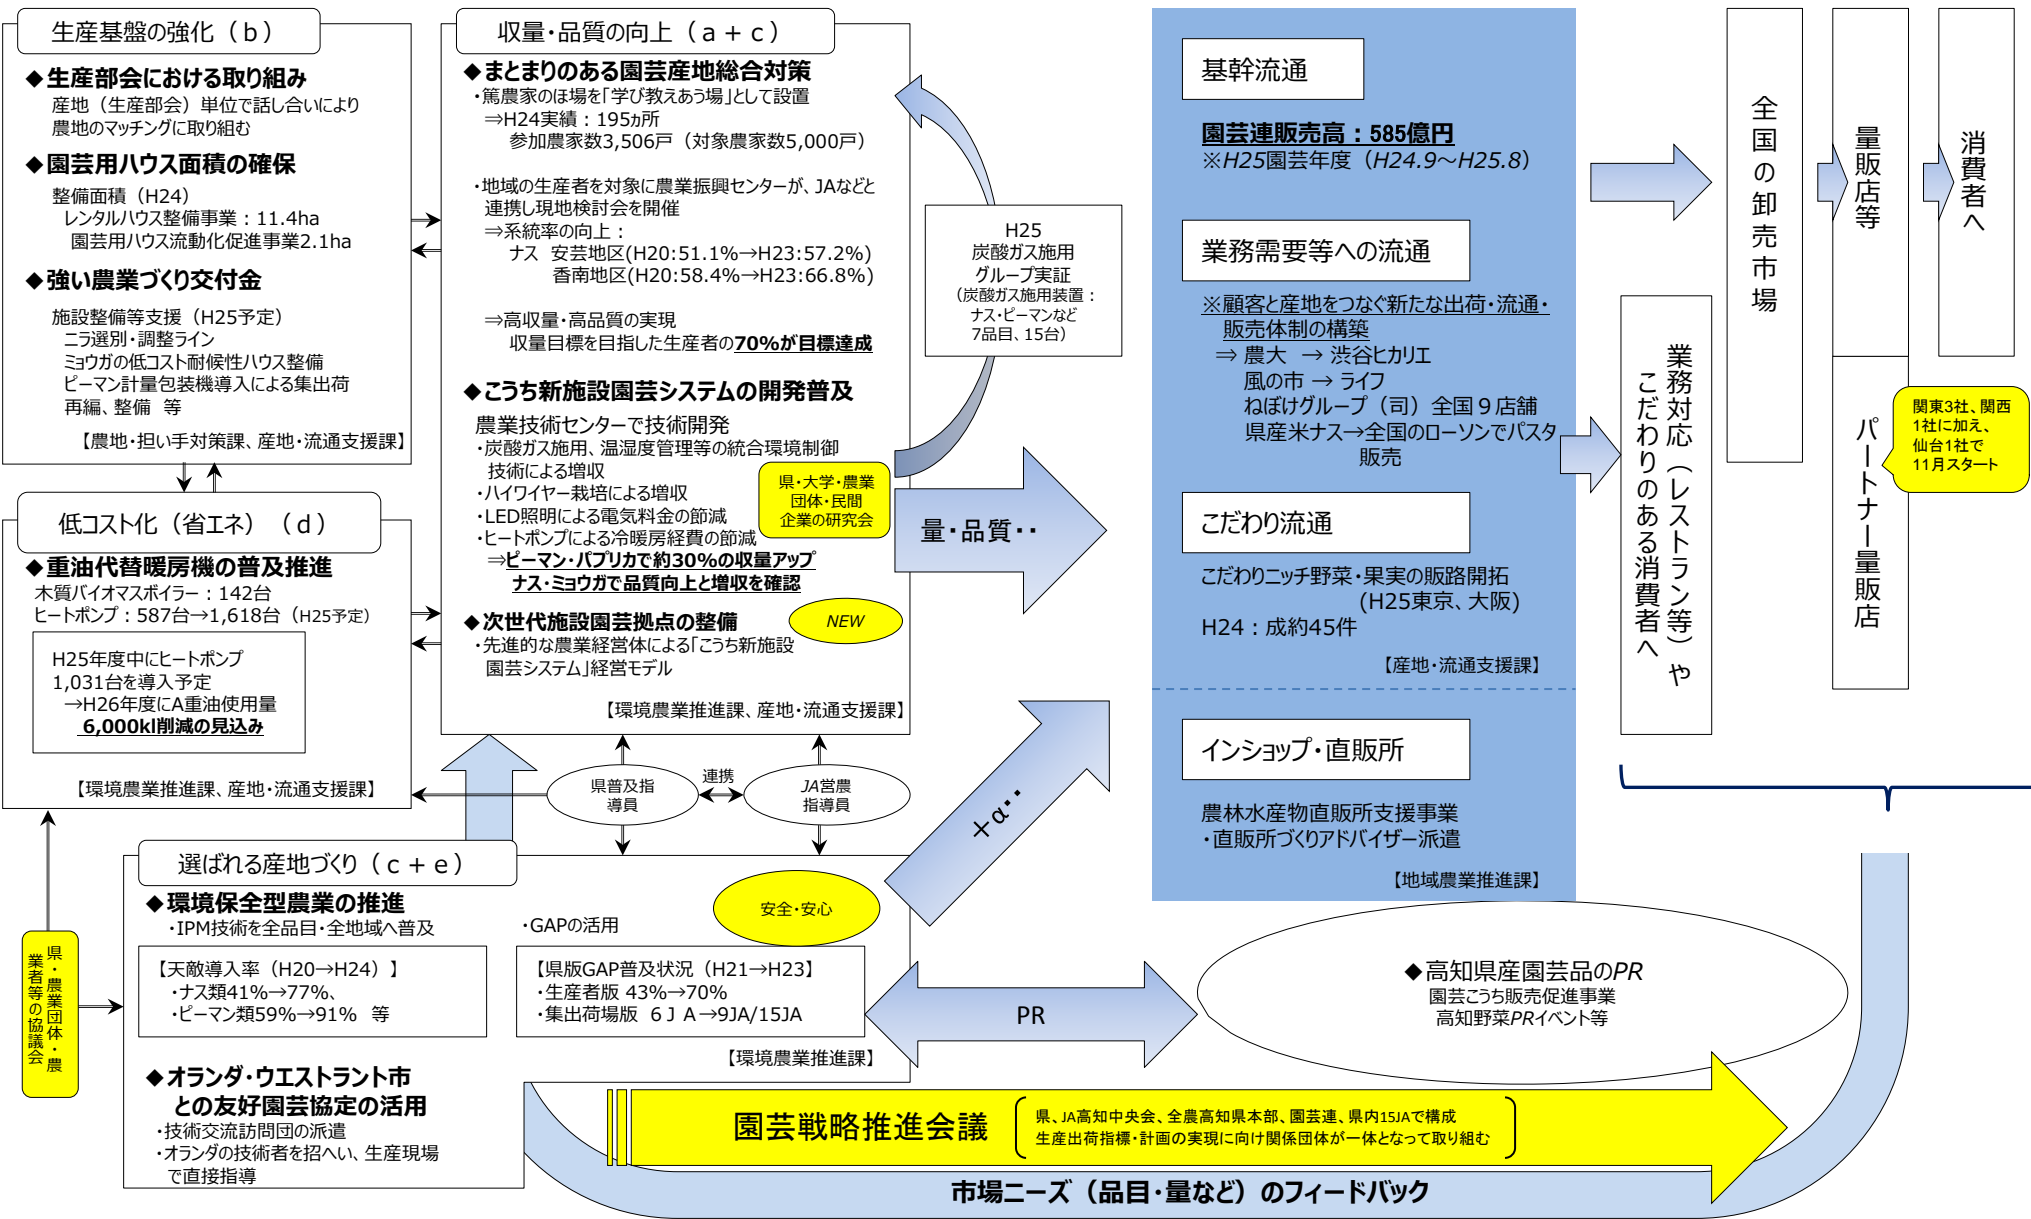 生産基盤の強化（ｂ）
◆生産部会における取り組み
産地（生産部会）単位で話し合いにより
農地のマッチングに取り組む
◆園芸用ハウス面積の確保
整備面積（H24）
レンタルハウス整備事業：11.4ha
園芸用ハウス流動化促進事業2.1ha
◆強い農業づくり交付金
施設整備等支援（H25予定）
ニラ選別・調整ライン
ミョウガの低コスト耐候性ハウス整備
ピーマン計量包装機導入による集出荷
再編、整備　等
【農地・担い手対策課、産地・流通支援課】
低コスト化（省エネ）（ｄ）
◆重油代替暖房機の普及推進
木質バイオマスボイラー：142台
ヒートポンプ：587台→1,618台（H25予定）
H25年度中にヒートポンプ
1,031台を導入予定
→H26年度にA重油使用量
6,000kl削減の見込み
【環境農業推進課、産地・流通支援課】
収量・品質の向上（ａ＋ｃ）
◆まとまりのある園芸産地総合対策
・篤農家のほ場を「学び教えあう場」として設置
⇒H24実績：195ヵ所
参加農家数3,506戸（対象農家数5,000戸）
・地域の生産者を対象に農業振興センターが、JAなどと
連携し現地検討会を開催
⇒系統率の向上：
ナス　安芸地区(H20:51.1%→H23:57.2%)
香南地区(H20:58.4%→H23:66.8%)
⇒高収量・高品質の実現
収量目標を目指した生産者の70%が目標達成
◆こうち新施設園芸システムの開発普及
農業技術センターで技術開発
・炭酸ガス施用、温湿度管理等の統合環境制御
技術による増収
・ハイワイヤー栽培による増収
・LED照明による電気料金の節減
・ヒートポンプによる冷暖房経費の節減
⇒ピーマン・パプリカで約30%の収量アップ
ナス・ミョウガで品質向上と増収を確認
県・大学・農業
団体・民間
企業の研究会
◆次世代施設園芸拠点の整備
NEW
・先進的な農業経営体による「こうち新施設
園芸システム」経営モデル
【環境農業推進課、産地・流通支援課】
H25
炭酸ガス施用
グループ実証
（炭酸ガス施用装置：
ナス・ピーマンなど
7品目、15台）
量・品質・・
県普及指
導員
連携
JA営農
指導員
＋α・・
選ばれる産地づくり（ｃ＋ｅ）
◆環境保全型農業の推進
・IPM技術を全品目・全地域へ普及
【天敵導入率（H20→H24）】
・ナス類41%→77%、
・ピーマン類59%→91%　等
安全・安心
・GAPの活用
【県版GAP普及状況（H21→H23】
・生産者版 43%→70%
・集出荷場版　６ＪＡ→9JA/15JA
【環境農業推進課】
◆オランダ・ウエストラント市
との友好園芸協定の活用
・技術交流訪問団の派遣
・オランダの技術者を招へい、生産現場
で直接指導
県・農業団体・農
業者等の協議会
基幹流通
園芸連販売高：585億円
※H25園芸年度（H24.9～H25.8）
業務需要等への流通
※顧客と産地をつなぐ新たな出荷・流通・
販売体制の構築
⇒ 農大　→ 渋谷ヒカリエ
風の市 → ライフ
ねぼけグループ（司）全国９店舗
県産米ナス→全国のローソンでパスタ
販売
こだわり流通
こだわりニッチ野菜・果実の販路開拓
(H25東京、大阪)
H24：成約45件
【産地・流通支援課】
インショップ・直販所
農林水産物直販所支援事業
・直販所づくりアドバイザー派遣
【地域農業推進課】
全国の卸売市場
量販店等
消費者へ
業務対応（レストラン等）や
こだわりのある消費者へ
パートナー量販店
関東3社、関西
1社に加え、
仙台1社で
11月スタート
PR
◆高知県産園芸品のPR
園芸こうち販売促進事業
高知野菜PRイベント等
園芸戦略推進会議
県、JA高知中央会、全農高知県本部、園芸連、県内15JAで構成
生産出荷指標・計画の実現に向け関係団体が一体となって取り組む
市場ニーズ（品目・量など）のフィードバック